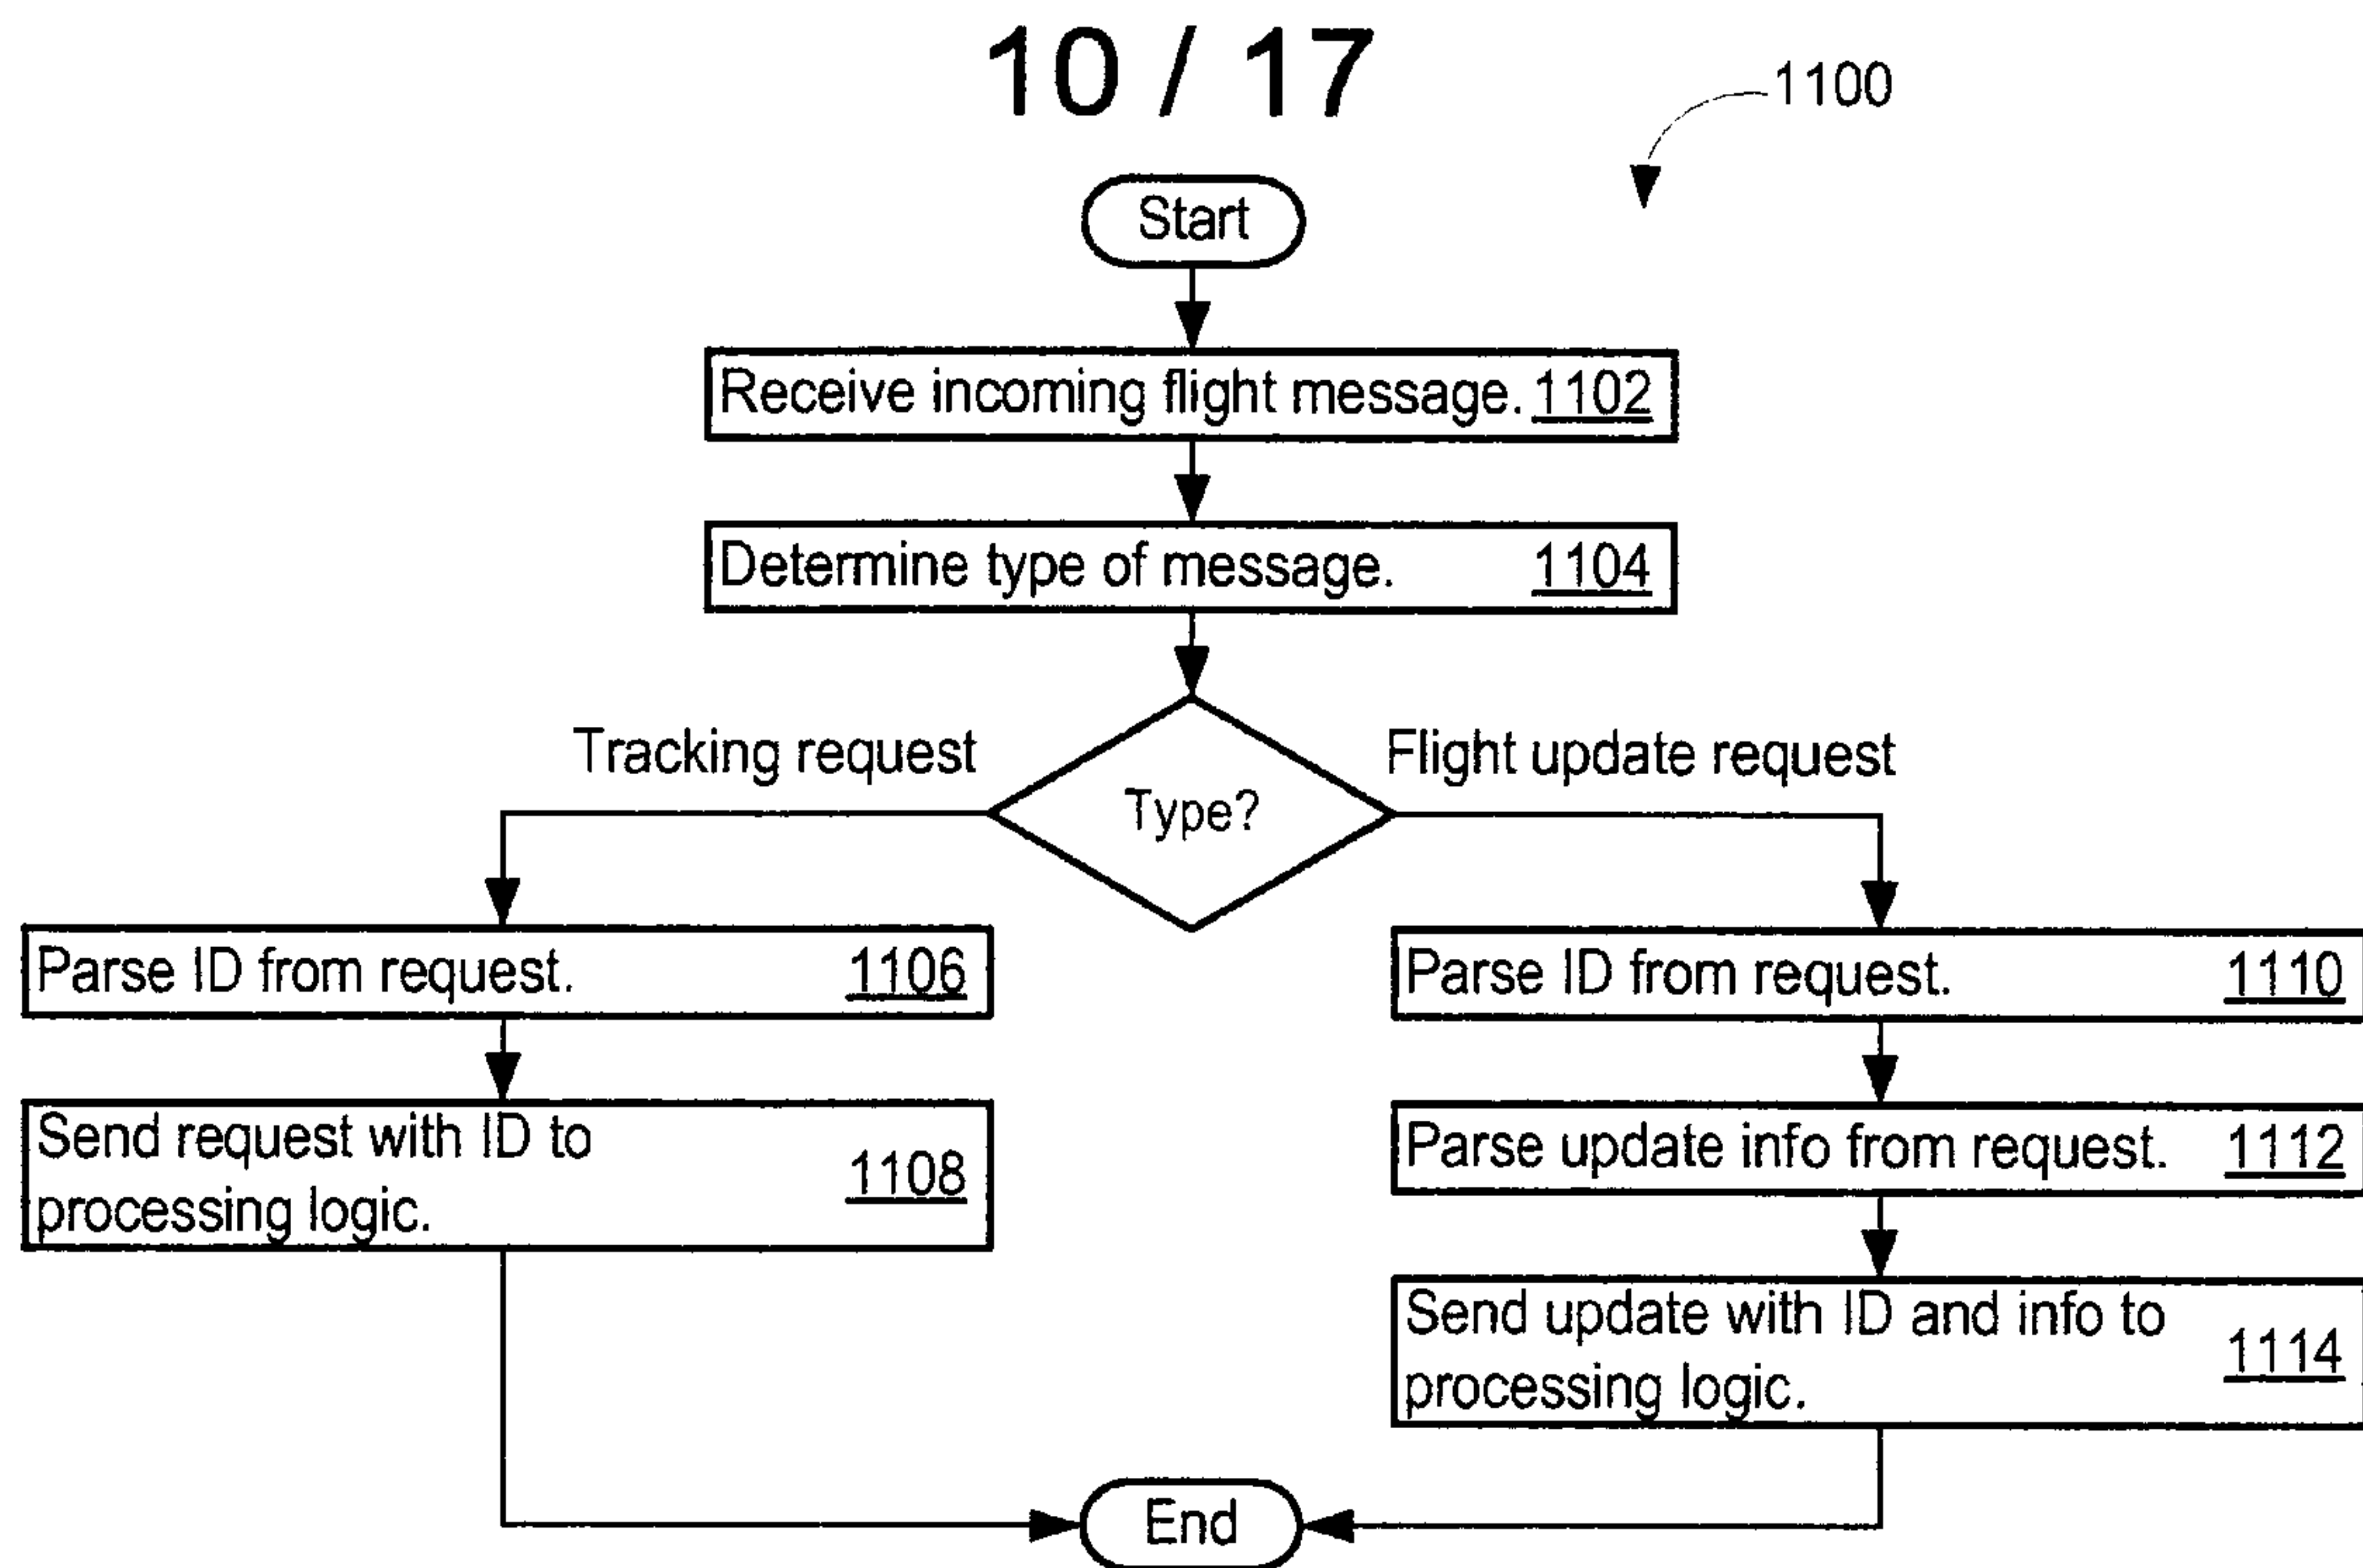 10 / 17
1100
Start
Receive incoming flight message. 1102
Determine type of message. 1104
Tracking request
Flight update request
Type?
Parse ID from request. 1106
Parse ID from request. 1110
Send request with ID to
processing logic.
1108
Parse update info from request. 1112
Send update with ID and info to
processing logic.
1114
End